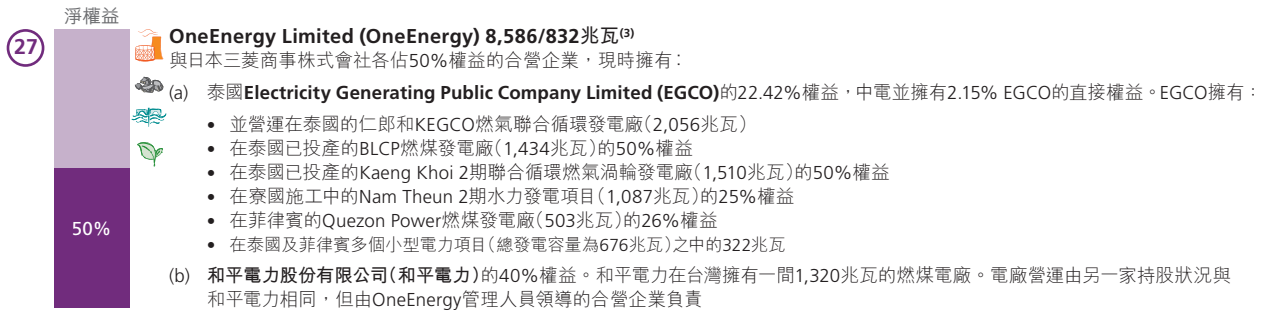 淨權益
27
OneEnergy Limited (OneEnergy) 8,586/832兆瓦(3)
與日本三菱商事株式會社各佔50%權益的合營企業，現時擁有：
(a) 泰國Electricity Generating Public Company Limited (EGCO)的22.42%權益，中電並擁有2.15% EGCO的直接權益。EGCO擁有：
• 並營運在泰國的仁郎和KEGCO燃氣聯合循環發電廠（2,056兆瓦）
• 在泰國已投產的BLCP燃煤發電廠（1,434兆瓦）的50%權益
• 在泰國已投產的Kaeng Khoi 2期聯合循環燃氣渦輪發電廠（1,510兆瓦）的50%權益
• 在寮國施工中的Nam Theun 2期水力發電項目（1,087兆瓦）的25%權益
• 在菲律賓的Quezon Power燃煤發電廠（503兆瓦）的26%權益
• 在泰國及菲律賓多個小型電力項目（總發電容量為676兆瓦）之中的322兆瓦
50%
(b) 和平電力股份有限公司（和平電力）的40%權益。和平電力在台灣擁有一間1,320兆瓦的燃煤電廠。電廠營運由另一家持股狀況與
和平電力相同，但由OneEnergy管理人員領導的合營企業負責